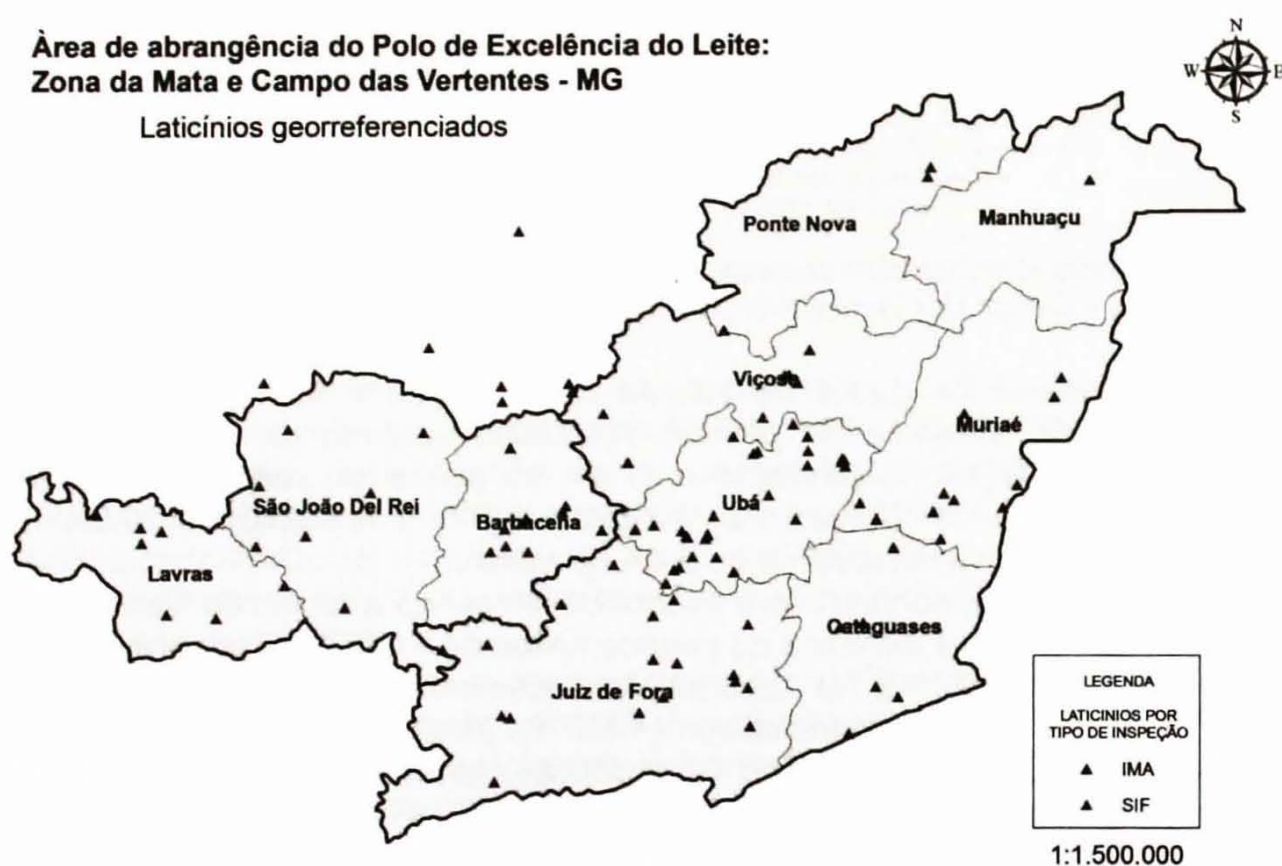 Àrea de abrangência do Polo de Excelência do Leite:
Zona da Mata e Campo das Vertentes - MG
Laticínios georreferenciados
N
W
E
S
Ponte Nova
Manhuaçu
Viçosa
Muriaé
São João Del Rei
Barbacena
Ubá
Lavras
Cataguases
Juiz de Fora
LEGENDA
LATICINIOS POR
TIPO DE INSPEÇÃO
IMA
SIF
1:1.500.000